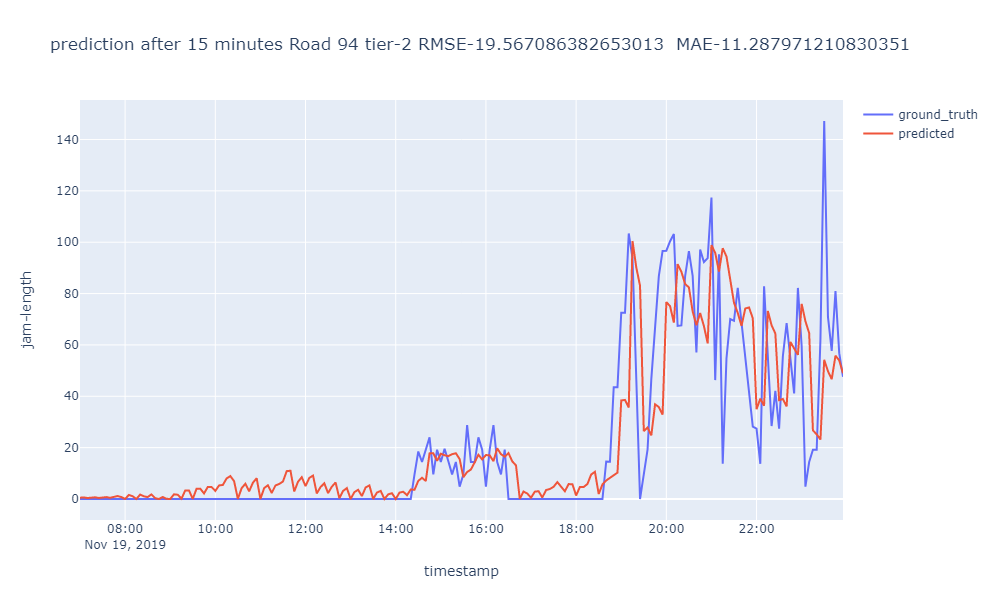 prediction after 15 minutes Road 94 tier-2 RMSE-19.567086382653013  MAE-11.287971210830351
ground_truth
predicted
140
120
100
80
60
40
20
0
jam-length
08:00 10:00 12:00 14:00 16:00 18:00 20:00 22:00
Nov 19, 2019
timestamp